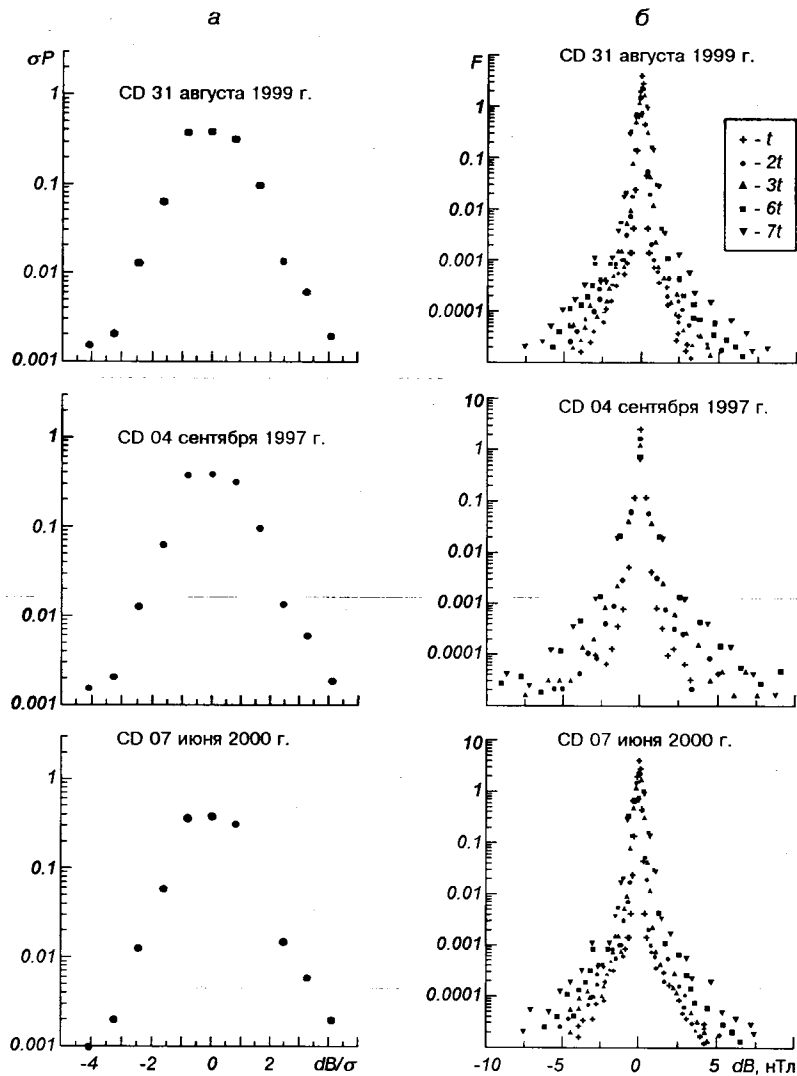 а
б
σP
CD 31 августа 1999 г.
1
0.1
0.01
0.001
F
CD 31 августа 1999 г.
1
0.1
0.01
0.001
0.0001
+ - t
• - 2t
▲ - 3t
■ - 6t
▼ - 7t
CD 04 сентября 1997 г.
1
0.1
0.01
0.001
10
CD 04 сентября 1997 г.
1
0.1
0.01
0.001
0.0001
CD 07 июня 2000 г.
1
0.1
0.01
0.001
-4 -2 0 2 dB/σ
10
CD 07 июня 2000 г.
1
0.1
0.01
0.001
0.0001
-10 -5 0 5 dB, нТл